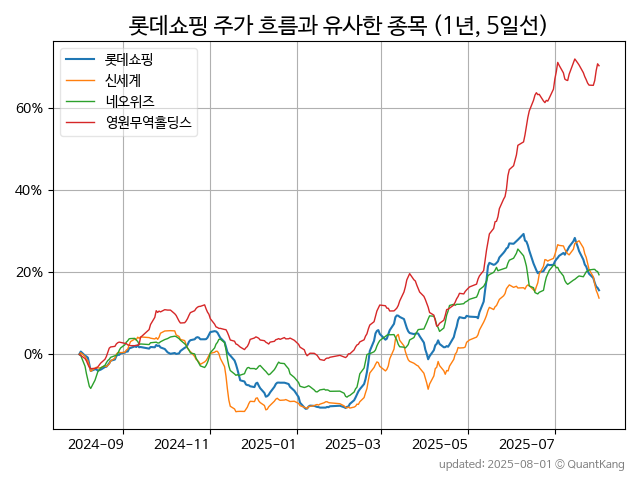 롯데쇼핑 주가 흐름과 유사한 종목 (1년, 5일선)
롯데쇼핑
신세계
네오위즈
영원무역홀딩스
60%
40%
20%
0%
2024-09 2024-11 2025-01 2025-03 2025-05 2025-07
updated: 2025-08-01 © QuantKang